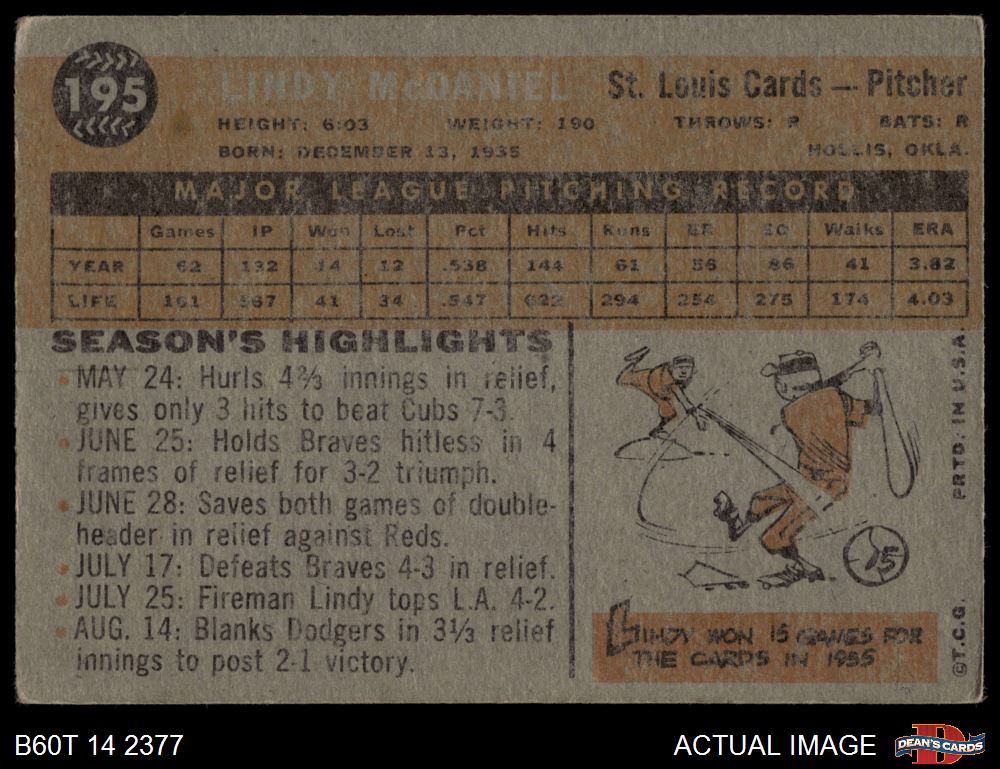 195
LINDY McDANIEL
St. Louis Cards — Pitcher
HEIGHT: 6:03 WEIGHT: 190 THROWS: R BATS: R
BORN: DECEMBER 13, 1935 HOLLIS, OKLA.
MAJOR LEAGUE PITCHING RECORD
Games IP Won Lost Pct Hits Runs ER SO Walks ERA
YEAR 62 132 14 12 .538 144 61 56 86 41 3.82
LIFE 161 567 41 34 .547 622 294 254 275 174 4.03
SEASON'S HIGHLIGHTS
• MAY 24: Hurls 4⅔ innings in relief,
gives only 3 hits to beat Cubs 7-3.
• JUNE 25: Holds Braves hitless in 4
frames of relief for 3-2 triumph.
• JUNE 28: Saves both games of double-
header in relief against Reds.
• JULY 17: Defeats Braves 4-3 in relief.
• JULY 25: Fireman Lindy tops L.A. 4-2.
• AUG. 14: Blanks Dodgers in 3⅓ relief
innings to post 2-1 victory.
15
LINDY WON 15 GAMES FOR
THE CARDS IN 1955
©T.C.G. PRTD. IN U.S.A.
B60T 14 2377
ACTUAL IMAGE
DEAN'S CARDS